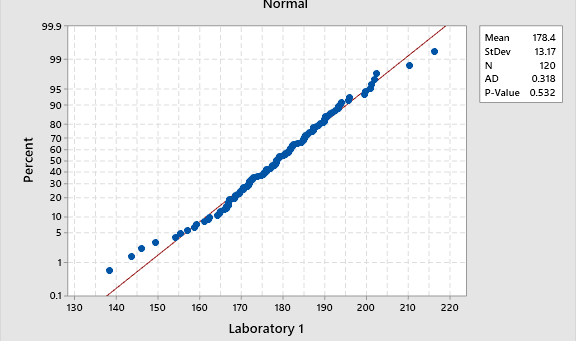 Normal
99.9
99
95
90
80
70
60
50
40
30
20
10
5
1
0.1
Percent
130 140 150 160 170 180 190 200 210 220
Laboratory 1
Mean 178.4
StDev 13.17
N 120
AD 0.318
P-Value 0.532